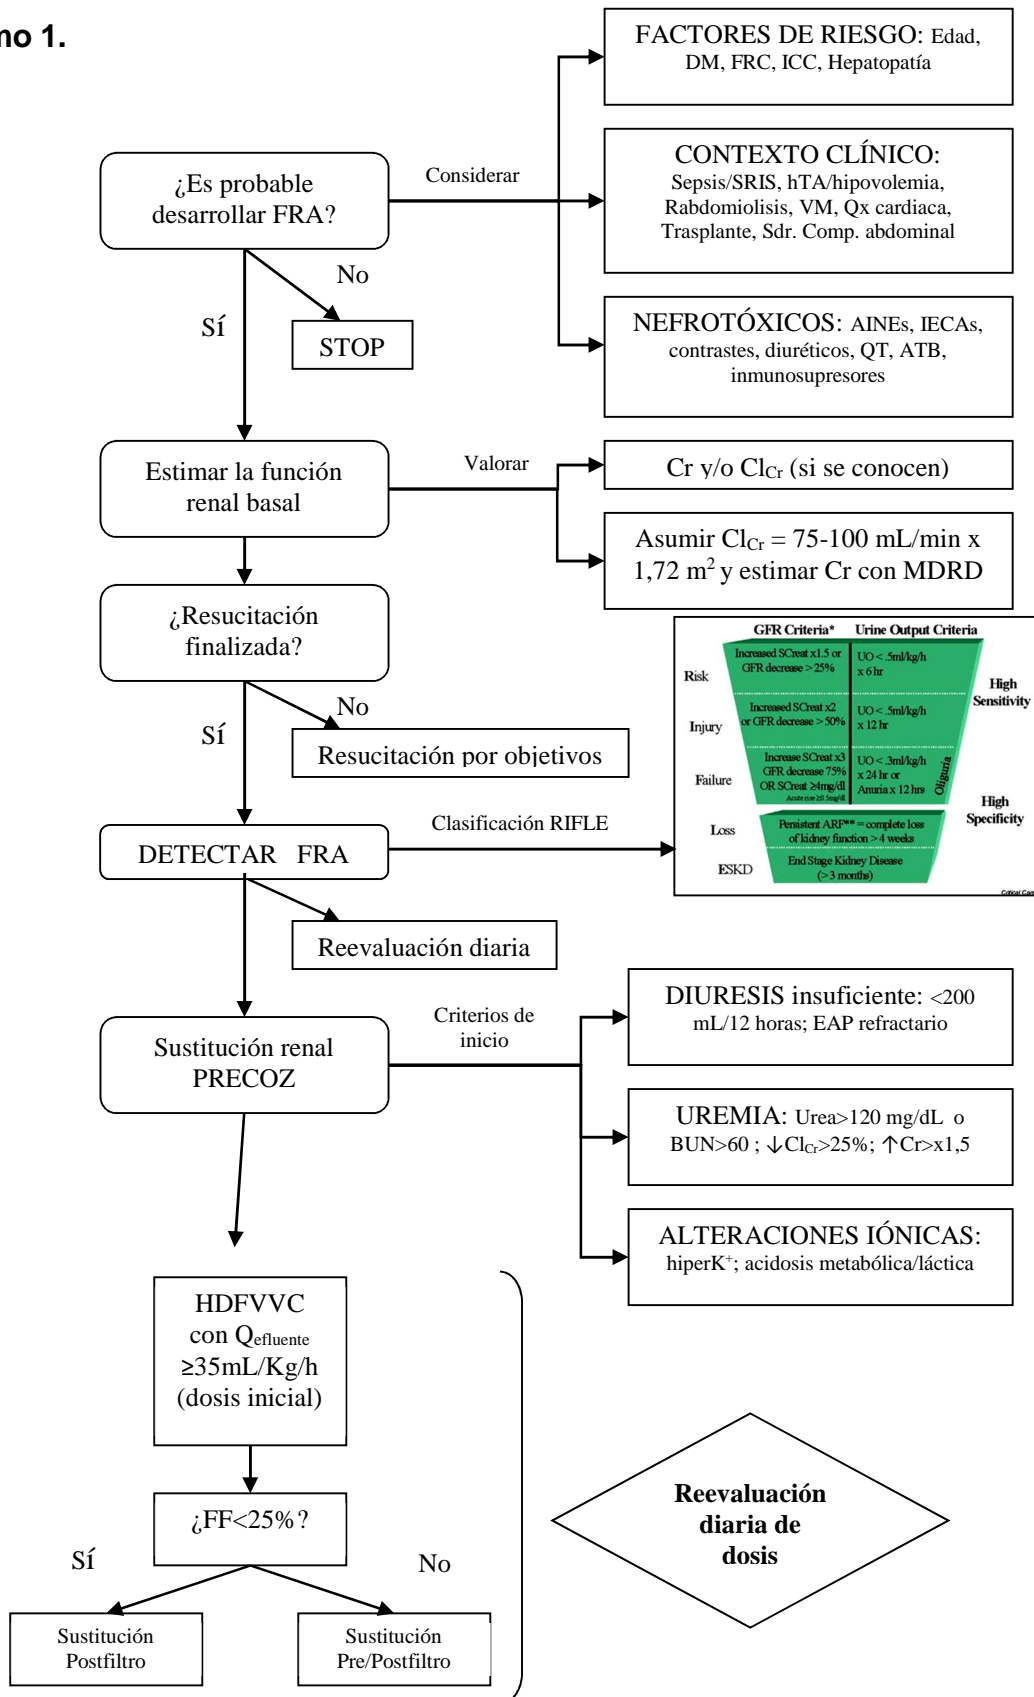 no 1.
FACTORES DE RIESGO: Edad,
DM, FRC, ICC, Hepatopatía
¿Es probable
desarrollar FRA?
Considerar
CONTEXTO CLÍNICO:
Sepsis/SRIS, hTA/hipovolemia,
Rabdomiolisis, VM, Qx cardiaca,
Trasplante, Sdr. Comp. abdominal
No
Sí
STOP
NEFROTÓXICOS: AINEs, IECAs,
contrastes, diuréticos, QT, ATB,
inmunosupresores
Estimar la función
renal basal
Valorar
Cr y/o ClCr (si se conocen)
Asumir ClCr = 75-100 mL/min x
1,72 m² y estimar Cr con MDRD
¿Resucitación
finalizada?
No
Sí
Resucitación por objetivos
GFR Criteria* Urine Output Criteria
Risk
Increased SCreat x1.5 or
GFR decrease > 25%
UO < .5ml/kg/h
x 6 hr
High
Sensitivity
Injury
Increased SCreat x2
or GFR decrease > 50%
UO < .5ml/kg/h
x 12 hr
Failure
Increase SCreat x3
GFR decrease 75%
OR SCreat ≥4mg/dl
Acute rise ≥0.5mg/dl
UO < .3ml/kg/h
x 24 hr or
Anuria x 12 hrs
Oliguria
High
Specificity
Loss
Persistent ARF** = complete loss
of kidney function > 4 weeks
ESKD
End Stage Kidney Disease
(> 3 months)
Critical Care
DETECTAR FRA
Clasificación RIFLE
Reevaluación diaria
Sustitución renal
PRECOZ
Criterios de
inicio
DIURESIS insuficiente: <200
mL/12 horas; EAP refractario
UREMIA: Urea>120 mg/dL o
BUN>60 ; ↓ClCr>25%; ↑Cr>x1,5
ALTERACIONES IÓNICAS:
hiperK⁺; acidosis metabólica/láctica
HDFVVC
con Qefluente
≥35mL/Kg/h
(dosis inicial)
¿FF<25%?
Sí
No
Sustitución
Postfiltro
Sustitución
Pre/Postfiltro
Reevaluación
diaria de
dosis